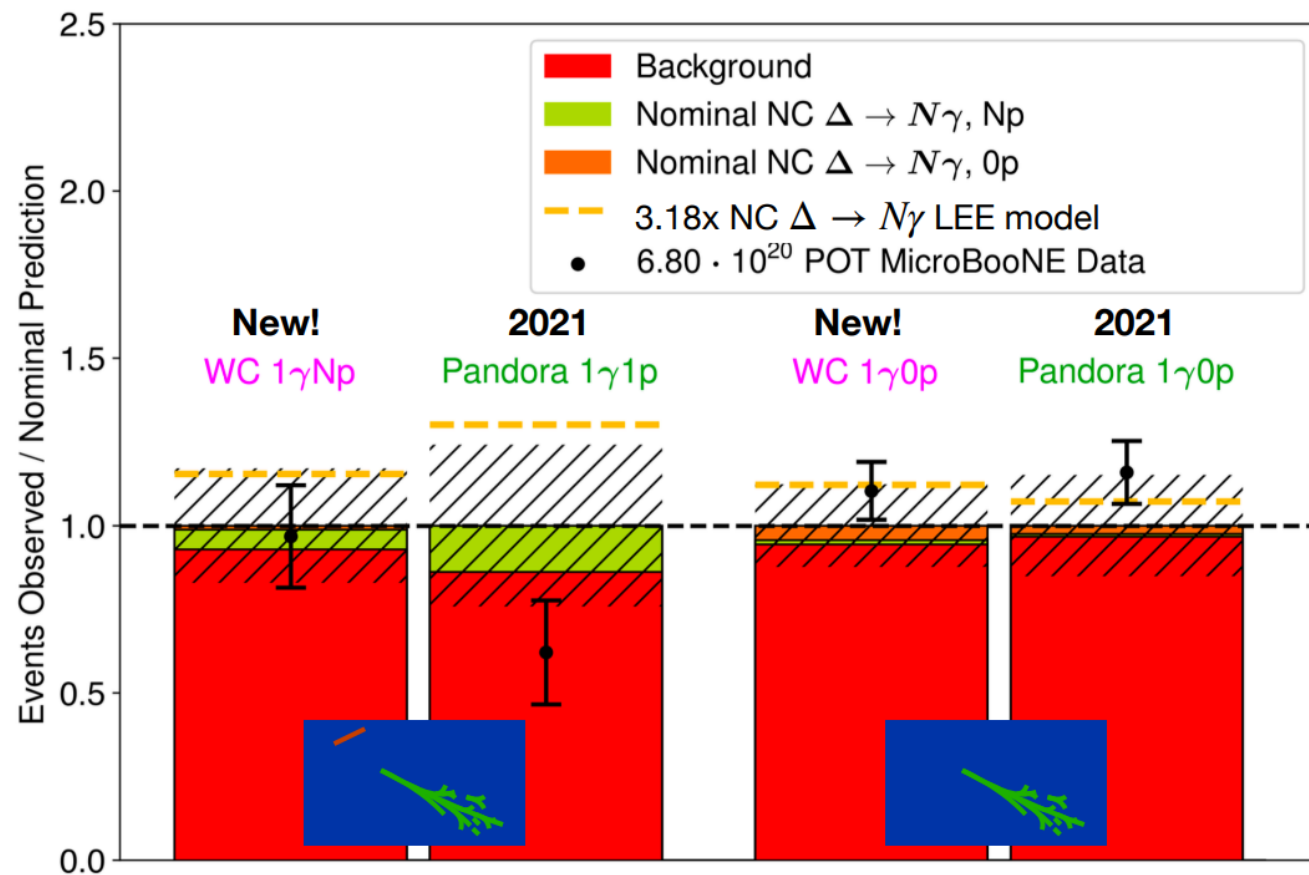 Events Observed / Nominal Prediction
2.5
2.0
1.5
1.0
0.5
0.0
Background
Nominal NC Δ → Nγ, Np
Nominal NC Δ → Nγ, 0p
3.18x NC Δ → Nγ LEE model
6.80 · 10²⁰ POT MicroBooNE Data
New!
WC 1γNp
2021
Pandora 1γ1p
New!
WC 1γ0p
2021
Pandora 1γ0p